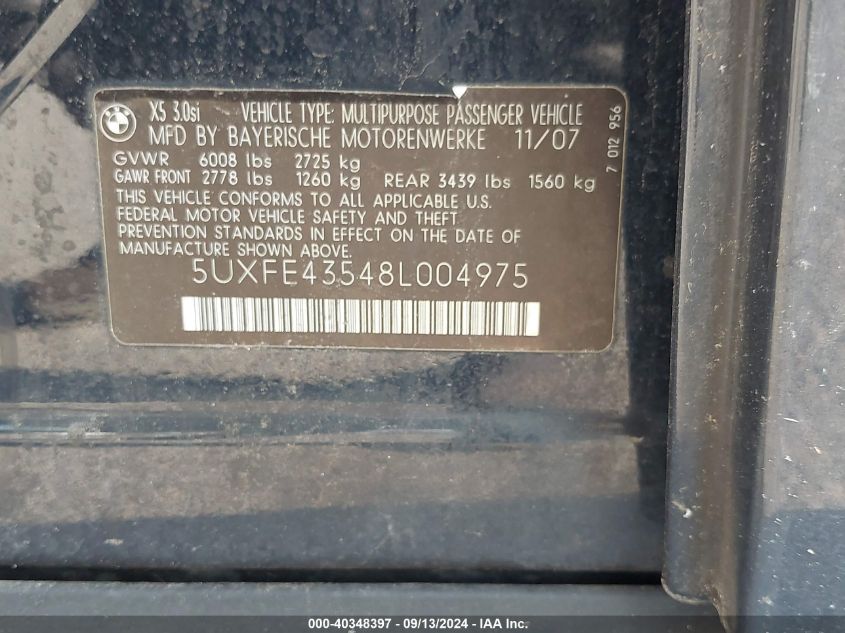 BMW
X5 3.0si VEHICLE TYPE: MULTIPURPOSE PASSENGER VEHICLE
MFD BY BAYERISCHE MOTORENWERKE 11/07
GVWR 6008 lbs 2725 kg
GAWR FRONT 2778 lbs 1260 kg REAR 3439 lbs 1560 kg
THIS VEHICLE CONFORMS TO ALL APPLICABLE U.S.
FEDERAL MOTOR VEHICLE SAFETY AND THEFT
PREVENTION STANDARDS IN EFFECT ON THE DATE OF
MANUFACTURE SHOWN ABOVE.
5UXFE43548L004975
7 012 956
000-40348397 - 09/13/2024 - IAA Inc.